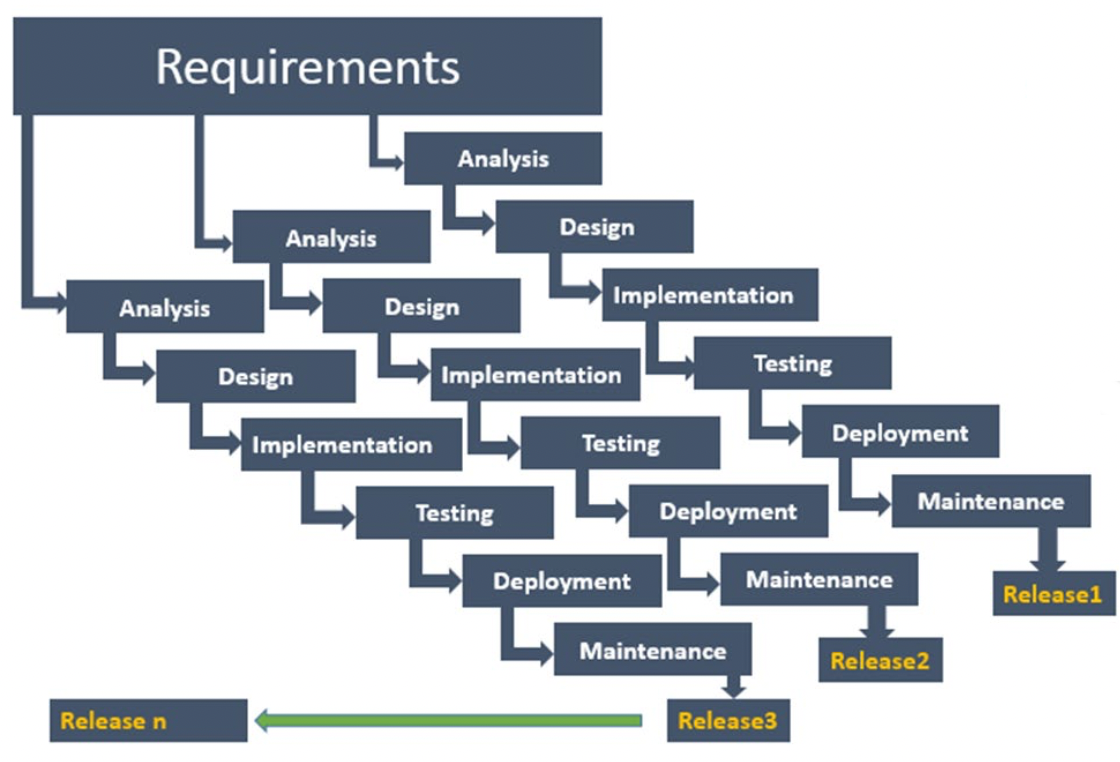 Requirements
Analysis
Design
Analysis
Implementation
Analysis
Design
Testing
Design
Implementation
Deployment
Implementation
Testing
Maintenance
Testing
Deployment
Release1
Deployment
Maintenance
Release2
Maintenance
Release n
Release3